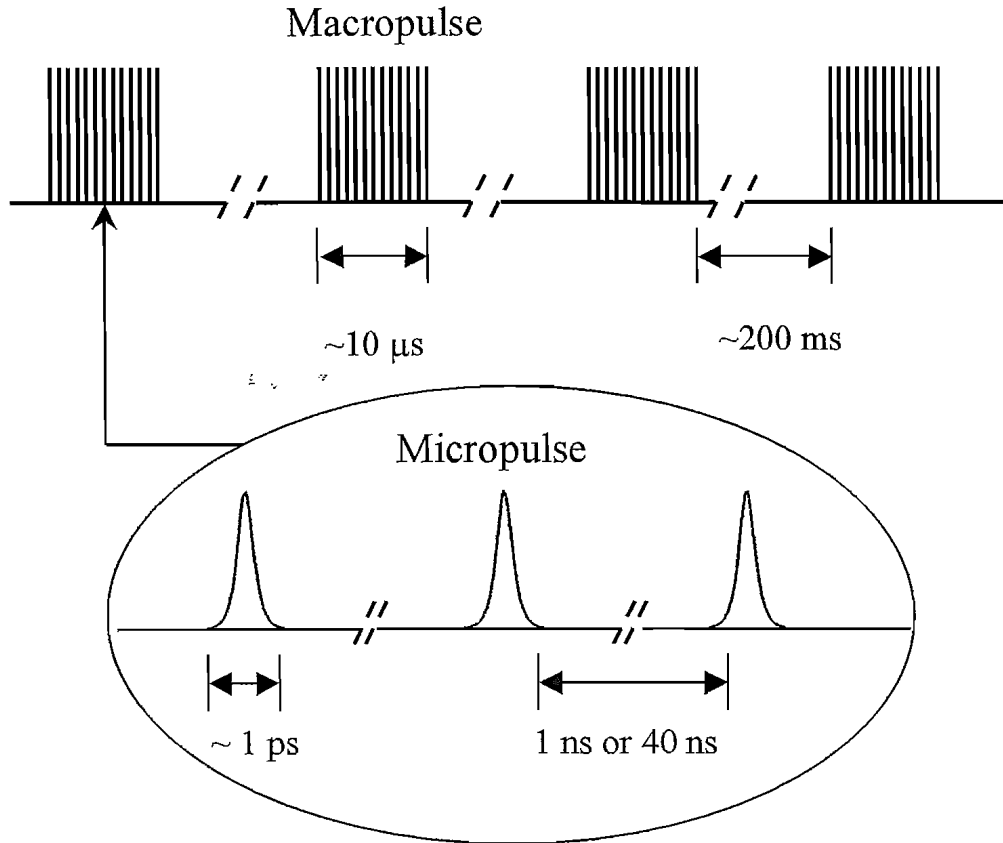 Macropulse
~10 μs
~200 ms
Micropulse
~ 1 ps
1 ns or 40 ns